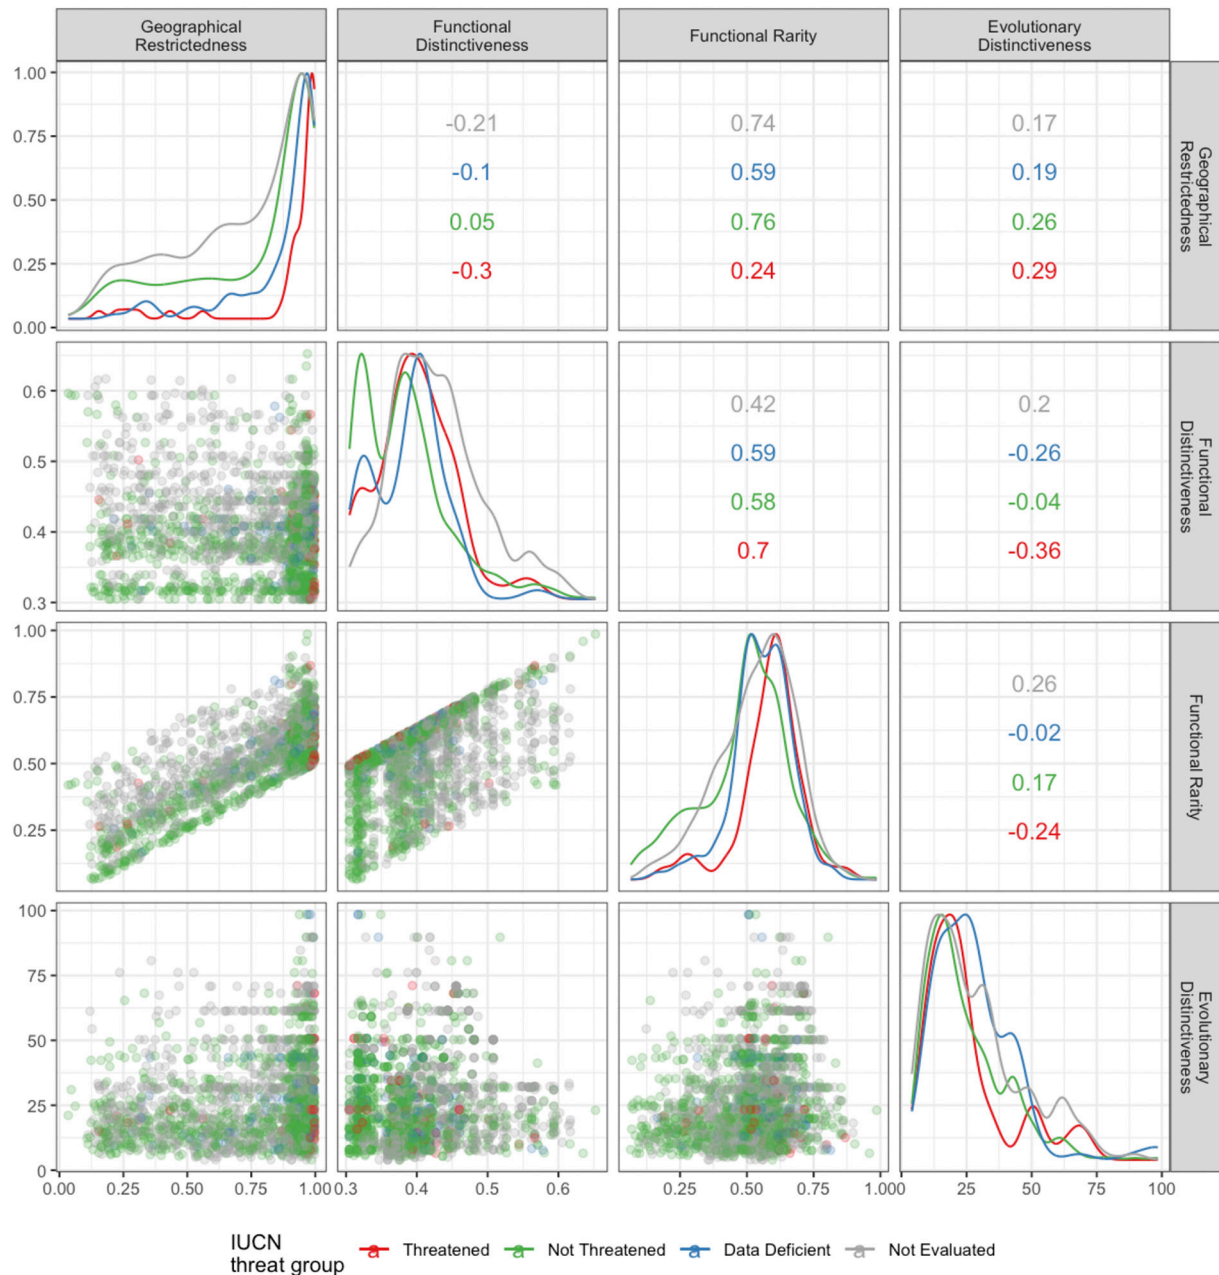 Geographical
Restrictedness
Functional
Distinctiveness
Functional Rarity
Evolutionary
Distinctiveness
1.00
0.75
0.50
0.25
0.00
-0.21
-0.1
0.05
-0.3
0.74
0.59
0.76
0.24
0.17
0.19
0.26
0.29
Geographical
Restrictedness
0.6
0.5
0.4
0.3
0.42
0.59
0.58
0.7
0.2
-0.26
-0.04
-0.36
Functional
Distinctiveness
1.00
0.75
0.50
0.25
0.26
-0.02
0.17
-0.24
Functional Rarity
100
75
50
25
0
Evolutionary
Distinctiveness
0.00 0.25 0.50 0.75 1.00
0.3 0.4 0.5 0.6
0.25 0.50 0.75 1.00
0 25 50 75 100
IUCN
threat group
a Threatened a Not Threatened a Data Deficient a Not Evaluated